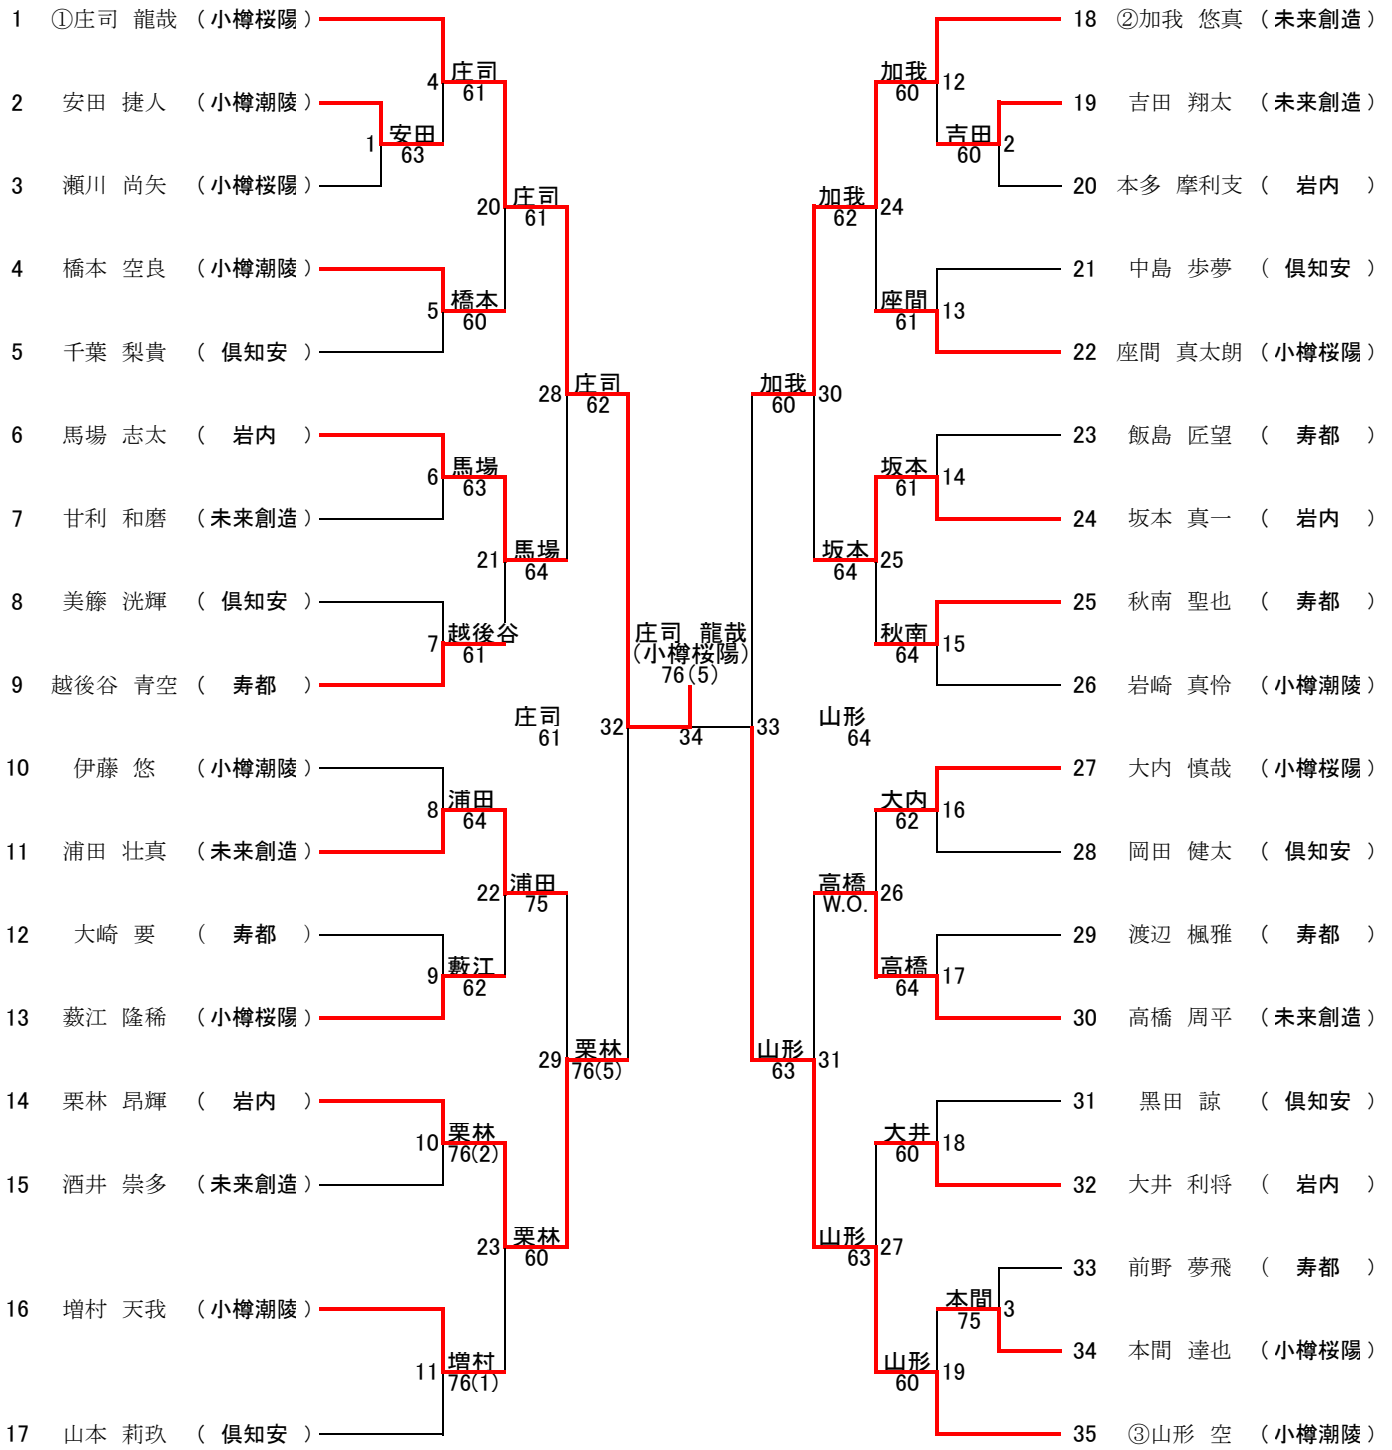 1 ①庄司 龍哉 (小樽桜陽)
2 安田 捷人 (小樽潮陵)
3 瀬川 尚矢 (小樽桜陽)
4 橋本 空良 (小樽潮陵)
5 千葉 梨貴 ( 倶知安 )
6 馬場 志太 ( 岩内 )
7 甘利 和磨 (未来創造)
8 美籐 洸輝 ( 倶知安 )
9 越後谷 青空 ( 寿都 )
10 伊藤 悠 (小樽潮陵)
11 浦田 壮真 (未来創造)
12 大崎 要 ( 寿都 )
13 薮江 隆稀 (小樽桜陽)
14 栗林 昂輝 ( 岩内 )
15 酒井 崇多 (未来創造)
16 増村 天我 (小樽潮陵)
17 山本 莉玖 ( 倶知安 )
1 安田
63
4 庄司
61
5 橋本
60
6 馬場
63
7 越後谷
61
8 浦田
64
9 藪江
62
10 栗林
76(2)
11 増村
76(1)
20 庄司
61
21 馬場
64
22 浦田
75
23 栗林
60
28 庄司
62
29 栗林
76(5)
庄司
61
32
庄司 龍哉
(小樽桜陽)
76(5)
34
33
山形
64
加我 30
60
山形 31
63
加我 24
62
坂本 25
64
高橋 26
W.O.
山形 27
63
加我 12
60
座間 13
61
坂本 14
61
秋南 15
64
大内 16
62
高橋 17
64
大井 18
60
山形 19
60
吉田 2
60
本間 3
75
18 ②加我 悠真 (未来創造)
19 吉田 翔太 (未来創造)
20 本多 摩利支 ( 岩内 )
21 中島 歩夢 ( 倶知安 )
22 座間 真太朗 (小樽桜陽)
23 飯島 匠望 ( 寿都 )
24 坂本 真一 ( 岩内 )
25 秋南 聖也 ( 寿都 )
26 岩崎 真怜 (小樽潮陵)
27 大内 慎哉 (小樽桜陽)
28 岡田 健太 ( 倶知安 )
29 渡辺 楓雅 ( 寿都 )
30 高橋 周平 (未来創造)
31 黒田 諒 ( 倶知安 )
32 大井 利将 ( 岩内 )
33 前野 夢飛 ( 寿都 )
34 本間 達也 (小樽桜陽)
35 ③山形 空 (小樽潮陵)